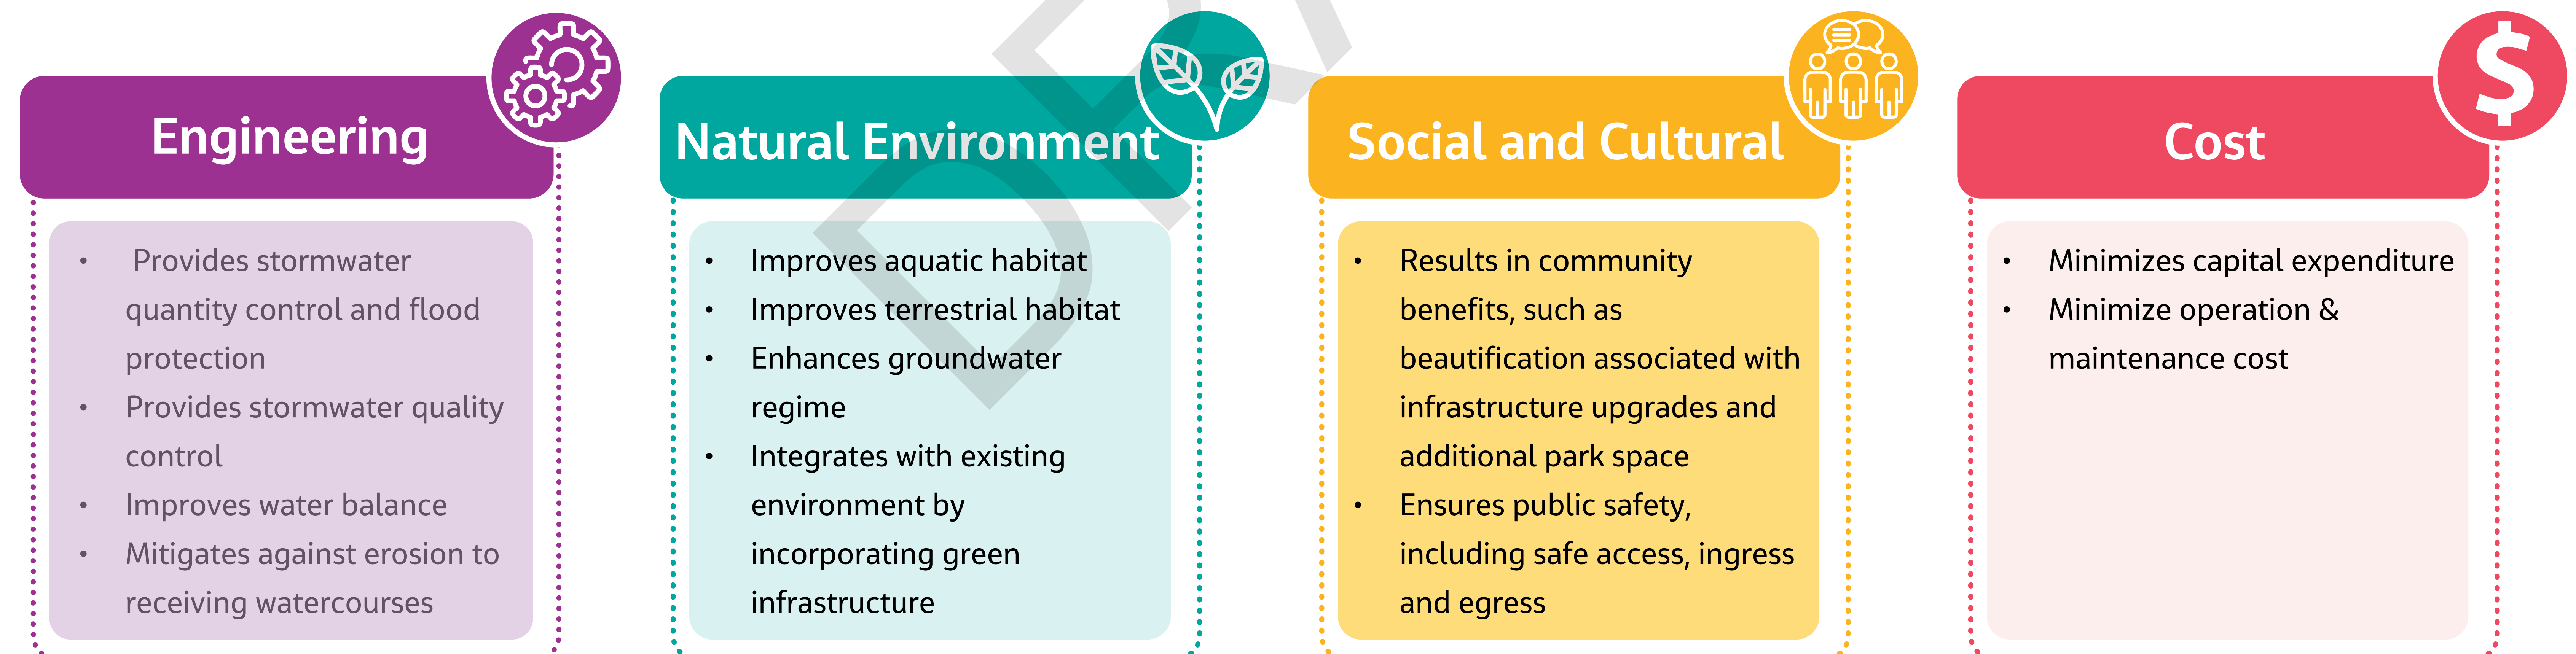 Engineering
• Provides stormwater
quantity control and flood
protection
• Provides stormwater quality
control
• Improves water balance
• Mitigates against erosion to
receiving watercourses
Natural Environment
• Improves aquatic habitat
• Improves terrestrial habitat
• Enhances groundwater
regime
• Integrates with existing
environment by
incorporating green
infrastructure
Social and Cultural
• Results in community
benefits, such as
beautification associated with
infrastructure upgrades and
additional park space
• Ensures public safety,
including safe access, ingress
and egress
$
Cost
• Minimizes capital expenditure
• Minimize operation &
maintenance cost